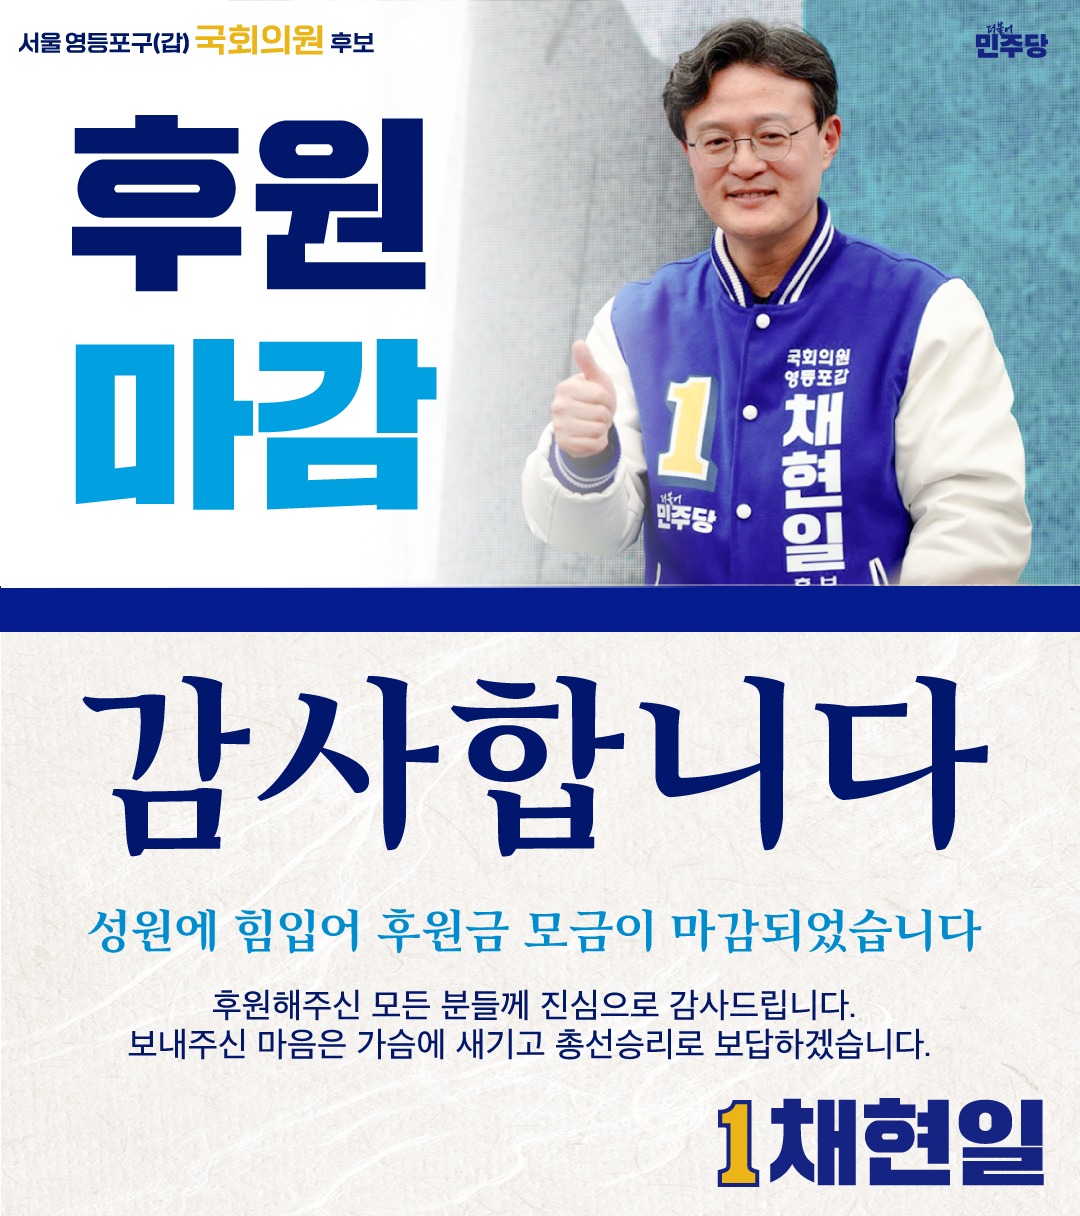 서울 영등포구(갑) 국회의원 후보
더불어
민주당
후원
마감
국회의원
영등포갑
채현일
후보
1
더불어
민주당
감사합니다
성원에 힘입어 후원금 모금이 마감되었습니다
후원해주신 모든 분들께 진심으로 감사드립니다.
보내주신 마음은 가슴에 새기고 총선승리로 보답하겠습니다.
1채현일